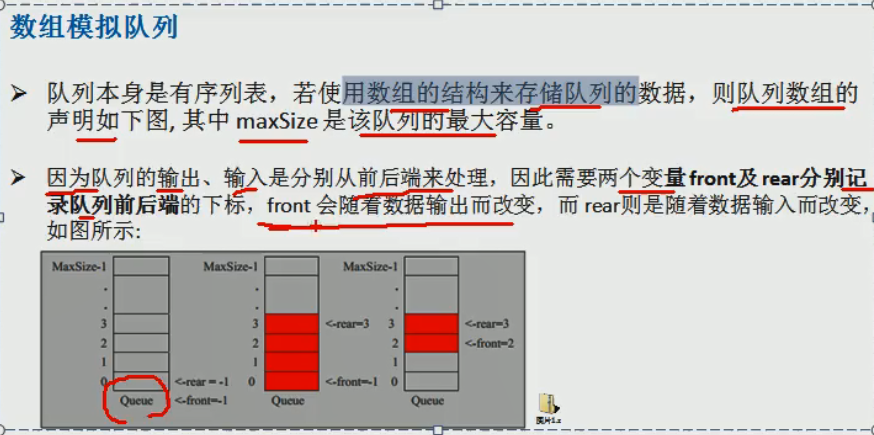 数组模拟队列
➢ 队列本身是有序列表，若使用数组的结构来存储队列的数据，则队列数组的
声明如下图, 其中 maxSize 是该队列的最大容量。
➢ 因为队列的输出、输入是分别从前后端来处理，因此需要两个变量 front及 rear分别记
录队列前后端的下标，front 会随着数据输出而改变，而 rear则是随着数据输入而改变，
如图所示:
MaxSize-1 MaxSize-1 MaxSize-1
. . .
. . .
3 3 <-rear=3 3 <-rear=3
2 2 2 <-front=2
1 1 1
0 <-rear = -1 0 <-front=-1 0
Queue <-front=-1 Queue Queue
图片1.z